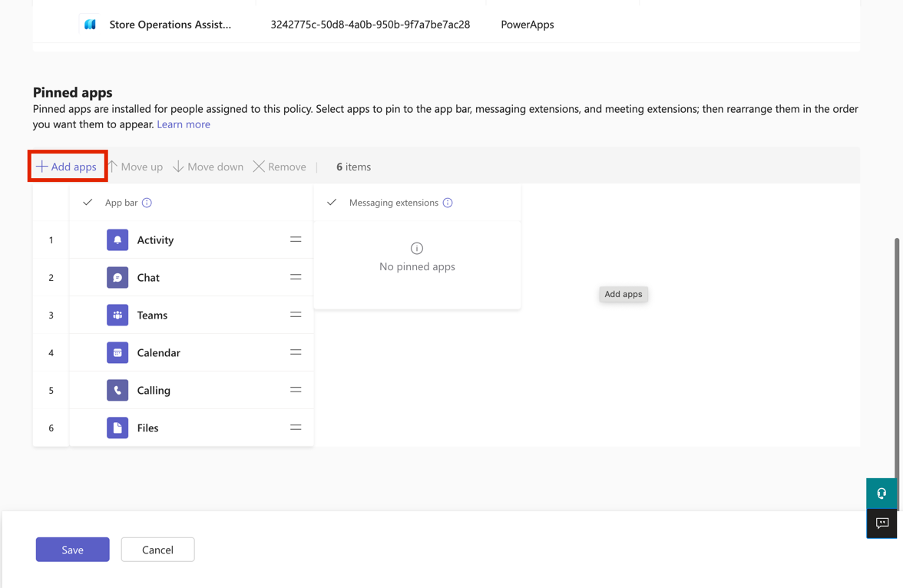 Store Operations Assist... 3242775c-50d8-4a0b-950b-9f7a7be7ac28 PowerApps
Pinned apps
Pinned apps are installed for people assigned to this policy. Select apps to pin to the app bar, messaging extensions, and meeting extensions; then rearrange them in the order
you want them to appear. Learn more
Add apps Move up Move down Remove 6 items
App bar Messaging extensions
1 Activity
No pinned apps
2 Chat
Add apps
3 Teams
4 Calendar
5 Calling
6 Files
Save Cancel